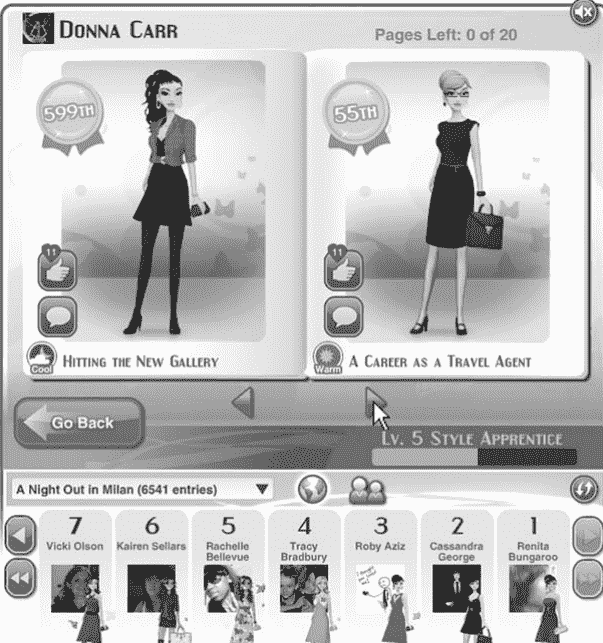 Donna Carr
Pages Left: 0 of 20
599th
55th
11
11
Cool
Hitting the New Gallery
Warm
A Career as a Travel Agent
Go Back
Lv. 5 Style Apprentice
A Night Out in Milan (6541 entries)
7 6 5 4 3 2 1
Vicki Olson Kairen Sellars Rachelle Bellevue Tracy Bradbury Roby Aziz Cassandra George Renita Bungaroo